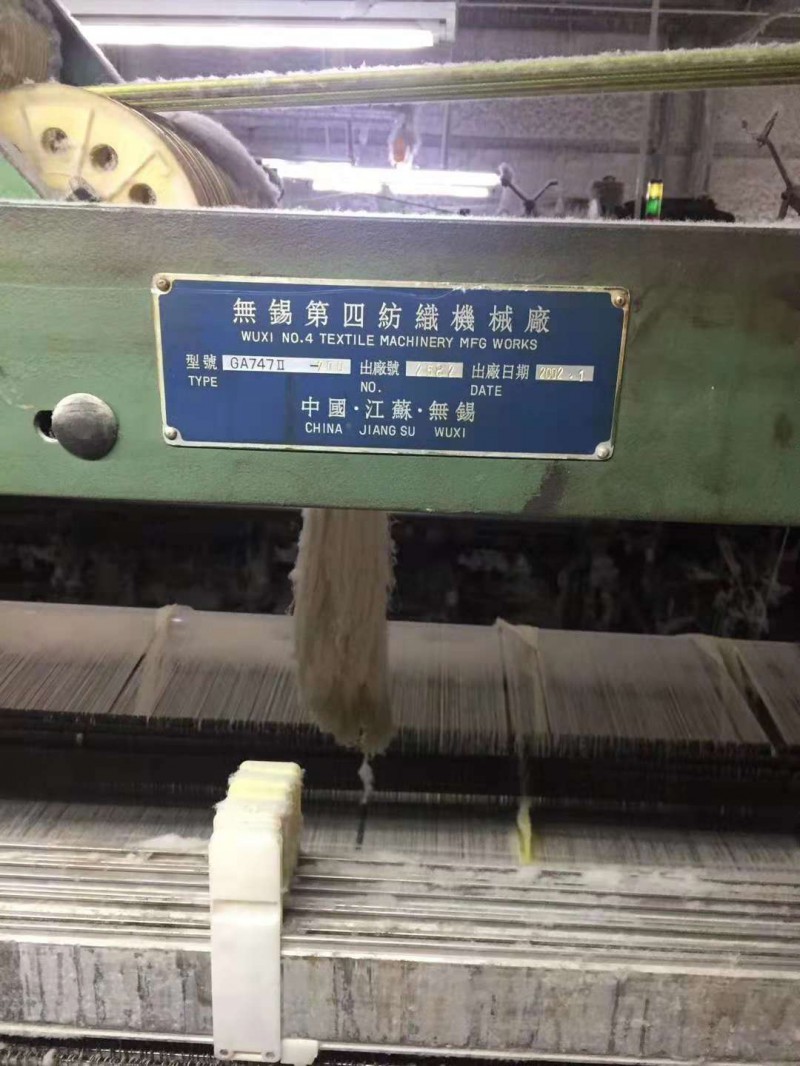 無錫第四紡織機械廠
WUXI NO.4 TEXTILE MACHINERY MFG WORKS
型號 GA747II 出廠號 出廠日期 2002.1
TYPE NO. DATE
中國·江蘇·無錫
CHINA JIANG SU WUXI